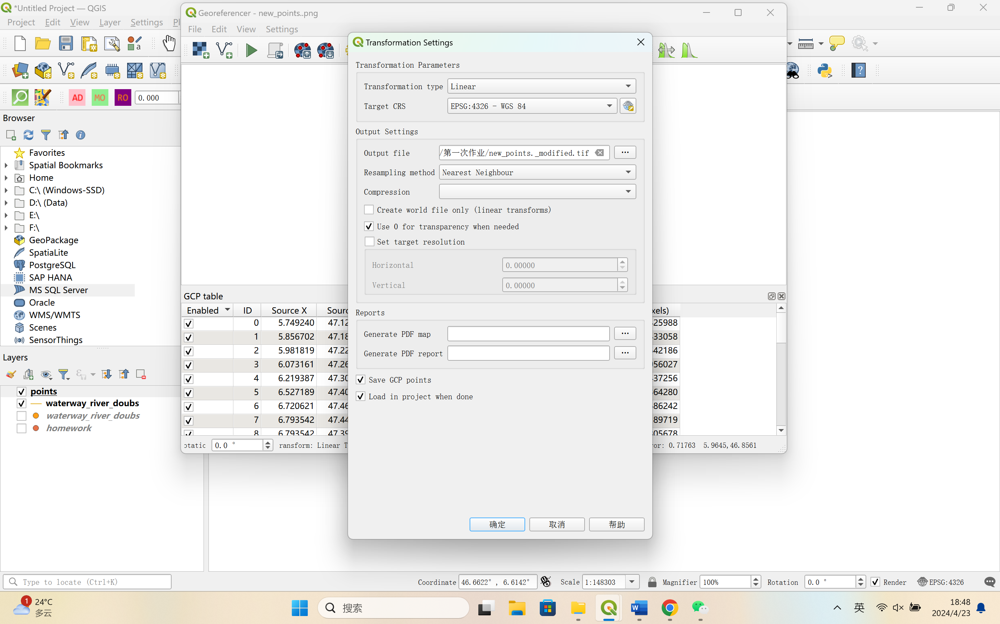 *Untitled Project — QGIS
Project Edit View Layer Settings Pl
AD MO RO 0.000
Browser
Favorites
Spatial Bookmarks
Home
C:\ (Windows-SSD)
D:\ (Data)
E:\
F:\
GeoPackage
SpatiaLite
PostgreSQL
SAP HANA
MS SQL Server
Oracle
WMS/WMTS
Scenes
SensorThings
Layers
points
waterway_river_doubs
waterway_river_doubs
homework
Georeferencer - new_points..png
File Edit View Settings
GCP table
Enabled ID Source X Sourc xels)
0 5.749240 47.12 25988
1 5.856702 47.18 33058
2 5.981819 47.22 42186
3 6.073161 47.26 56027
4 6.219387 47.30 37256
5 6.527189 47.40 64280
6 6.720621 47.46 86242
7 6.793542 47.44 89719
8 6.793542 47.39 05678
otatic 0.0 ° ransform: Linear T or: 0.71763 5.9645,46.8561
Transformation Settings
Transformation Parameters
Transformation type Linear
Target CRS EPSG:4326 - WGS 84
Output Settings
Output file /第一次作业/new_points._modified.tif
Resampling method Nearest Neighbour
Compression
Create world file only (linear transforms)
Use 0 for transparency when needed
Set target resolution
Horizontal 0.00000
Vertical 0.00000
Reports
Generate PDF map
Generate PDF report
Save GCP points
Load in project when done
确定 取消 帮助
Type to locate (Ctrl+K) Coordinate 46.6622° , 6.6142° Scale 1:148303 Magnifier 100% Rotation 0.0 ° Render EPSG:4326
1 24°C
多云
搜索
英
18:48
2024/4/23